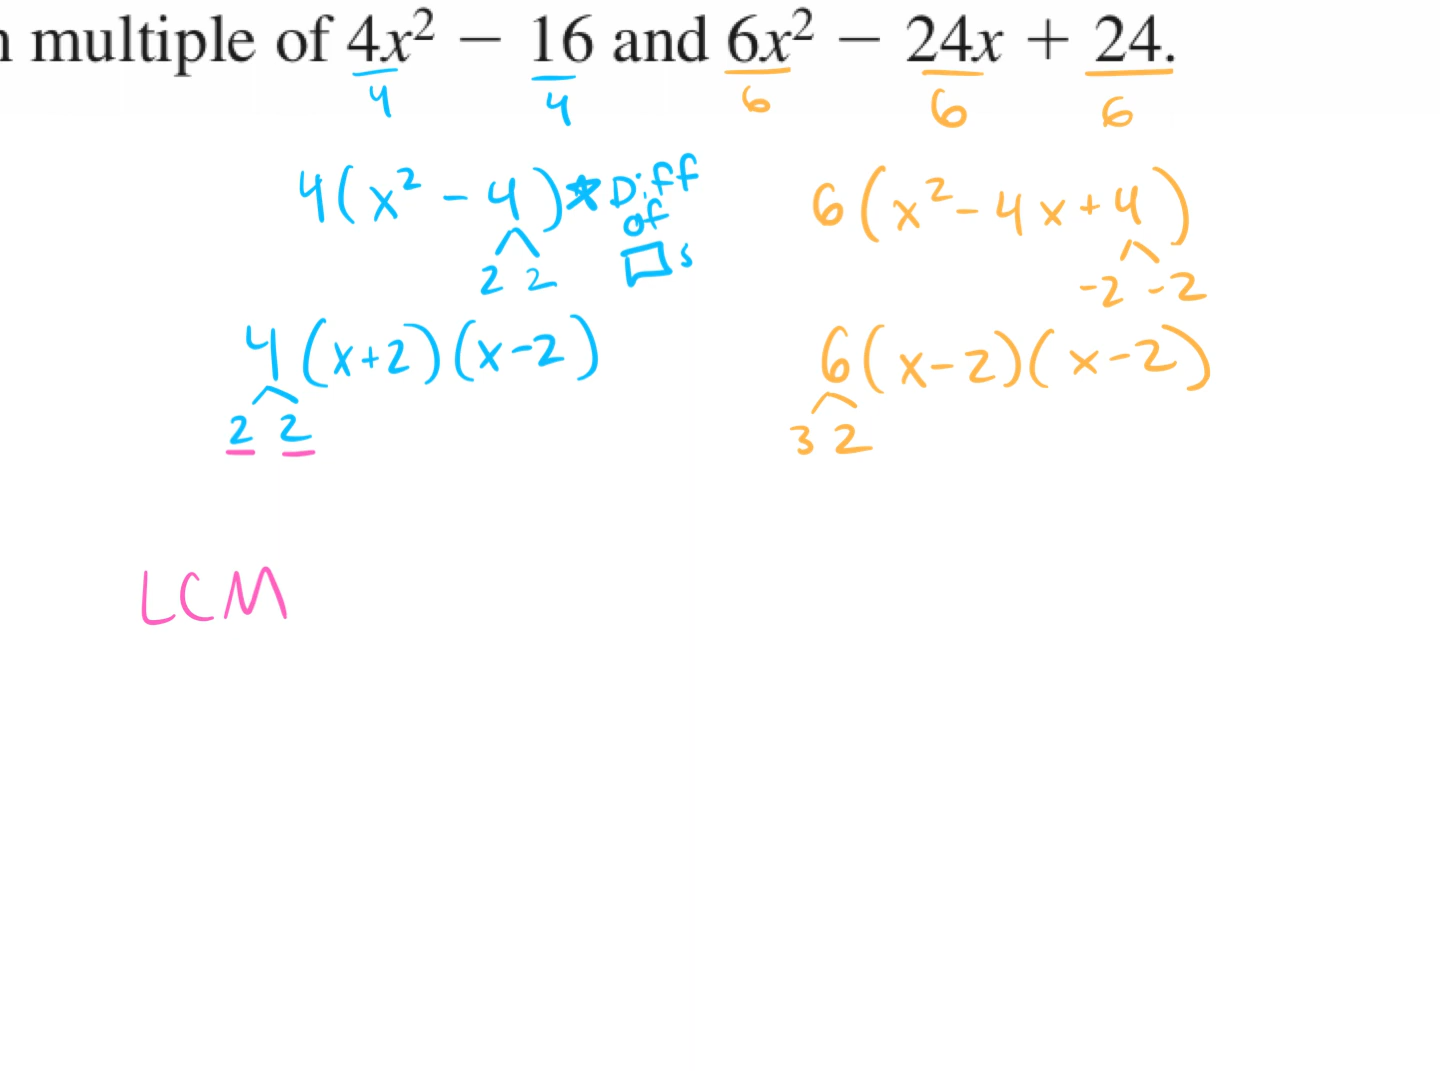 n multiple of 4x² − 16 and 6x² − 24x + 24.
4 4 6 6 6
4(x² - 4) * Diff of □s 6(x² - 4x + 4)
2 2 -2 -2
4(x+2)(x-2) 6(x-2)(x-2)
2 2 3 2
LCM